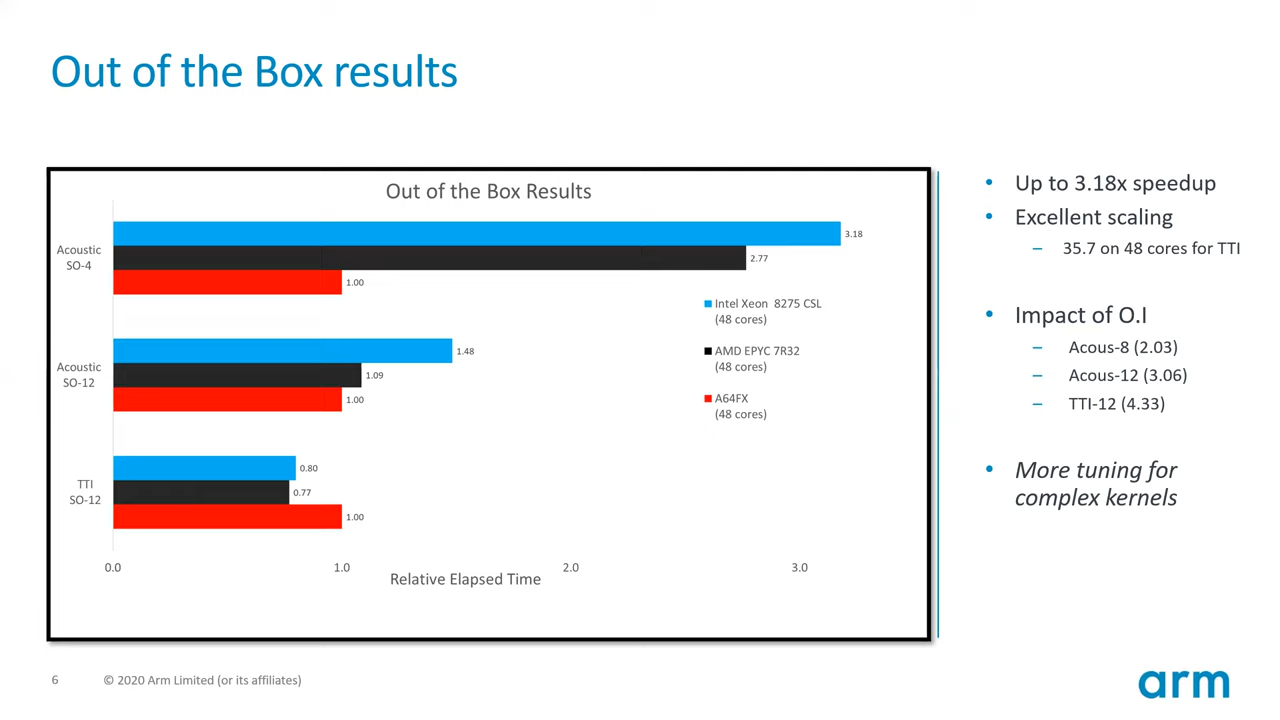 Out of the Box results
Out of the Box Results
Acoustic
SO-4
3.18
2.77
1.00
Acoustic
SO-12
1.48
1.09
1.00
TTI
SO-12
0.80
0.77
1.00
Intel Xeon 8275 CSL
(48 cores)
AMD EPYC 7R32
(48 cores)
A64FX
(48 cores)
0.0 1.0 2.0 3.0
Relative Elapsed Time
• Up to 3.18x speedup
• Excellent scaling
– 35.7 on 48 cores for TTI
• Impact of O.I
– Acous-8 (2.03)
– Acous-12 (3.06)
– TTI-12 (4.33)
• More tuning for
complex kernels
6 © 2020 Arm Limited (or its affiliates)
arm